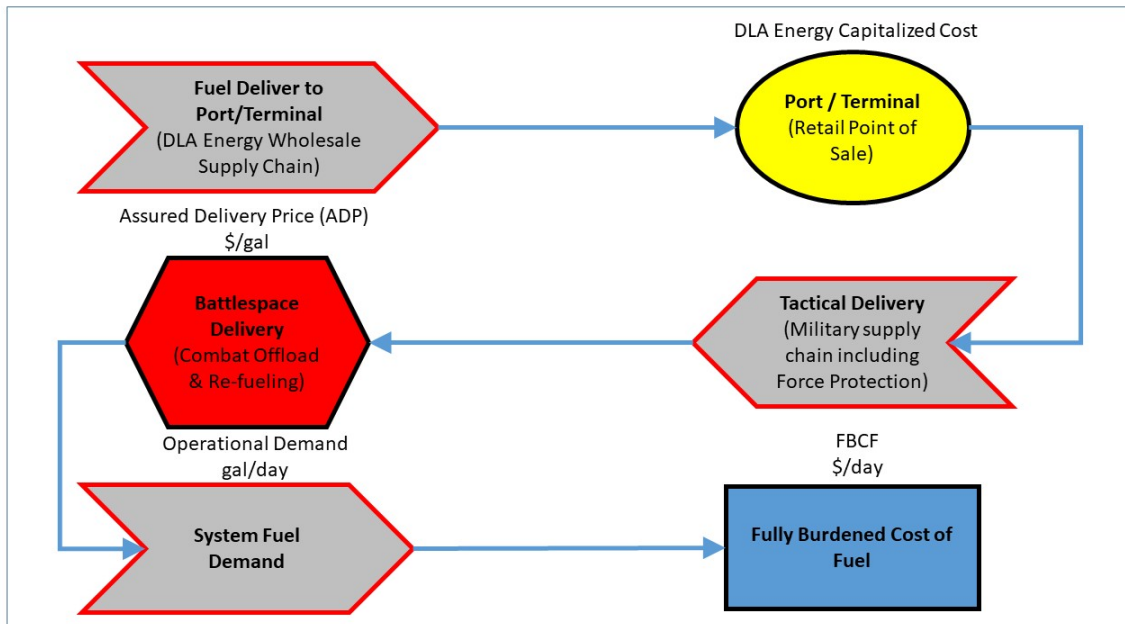 DLA Energy Capitalized Cost
Fuel Deliver to
Port/Terminal
(DLA Energy Wholesale
Supply Chain)
Port / Terminal
(Retail Point of
Sale)
Assured Delivery Price (ADP)
$/gal
Battlespace
Delivery
(Combat Offload
& Re-fueling)
Tactical Delivery
(Military supply
chain including
Force Protection)
Operational Demand
gal/day
System Fuel
Demand
FBCF
$/day
Fully Burdened Cost of
Fuel